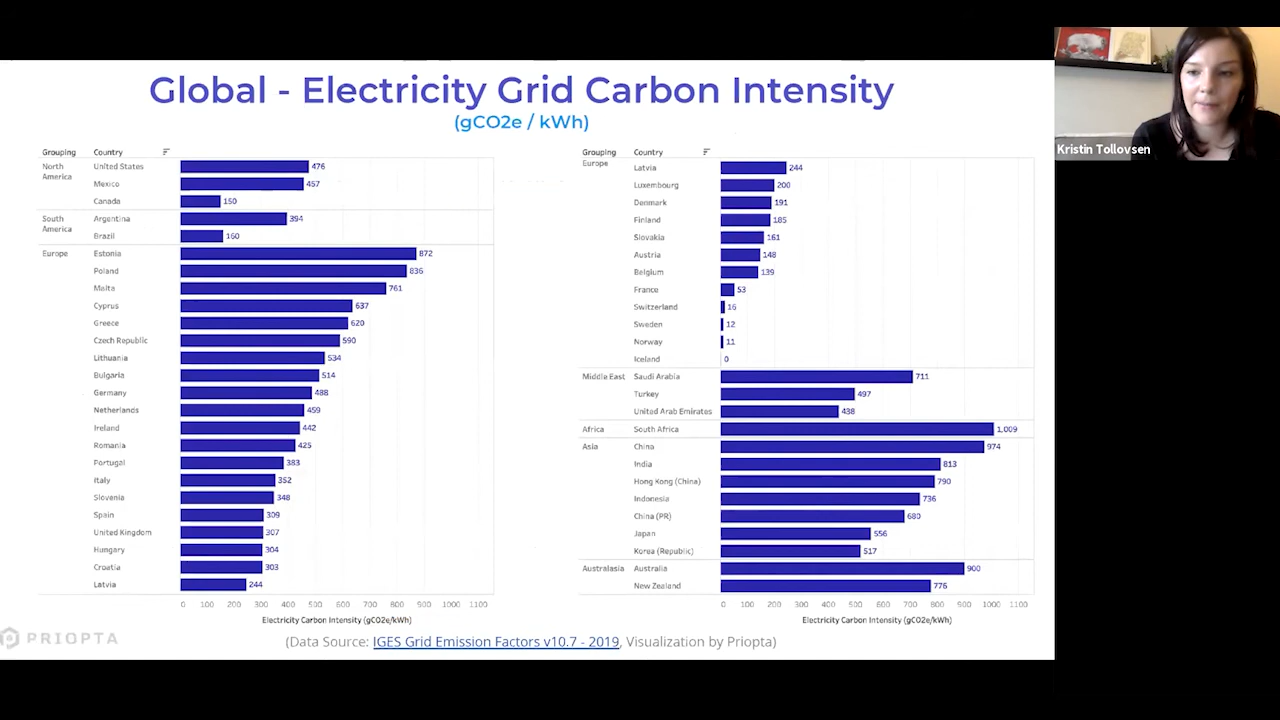 Global - Electricity Grid Carbon Intensity
(gCO2e / kWh)
Grouping Country
North America United States 476
Mexico 457
Canada 150
South America Argentina 394
Brazil 160
Europe Estonia 872
Poland 836
Malta 761
Cyprus 637
Greece 620
Czech Republic 590
Lithuania 534
Bulgaria 514
Germany 488
Netherlands 459
Ireland 442
Romania 425
Portugal 383
Italy 352
Slovenia 348
Spain 309
United Kingdom 307
Hungary 304
Croatia 303
Latvia 244
0 100 200 300 400 500 600 700 800 900 1000 1100
Electricity Carbon Intensity (gCO2e/kWh)
Grouping Country
Europe Latvia 244
Luxembourg 200
Denmark 191
Finland 185
Slovakia 161
Austria 148
Belgium 139
France 53
Switzerland 16
Sweden 12
Norway 11
Iceland 0
Middle East Saudi Arabia 711
Turkey 497
United Arab Emirates 438
Africa South Africa 1,009
Asia China 974
India 813
Hong Kong (China) 790
Indonesia 736
China (PR) 680
Japan 556
Korea (Republic) 517
Australasia Australia 900
New Zealand 776
0 100 200 300 400 500 600 700 800 900 1000 1100
Electricity Carbon Intensity (gCO2e/kWh)
PRIOPTA
(Data Source: IGES Grid Emission Factors v10.7 - 2019, Visualization by Priopta)
Kristin Tollovsen